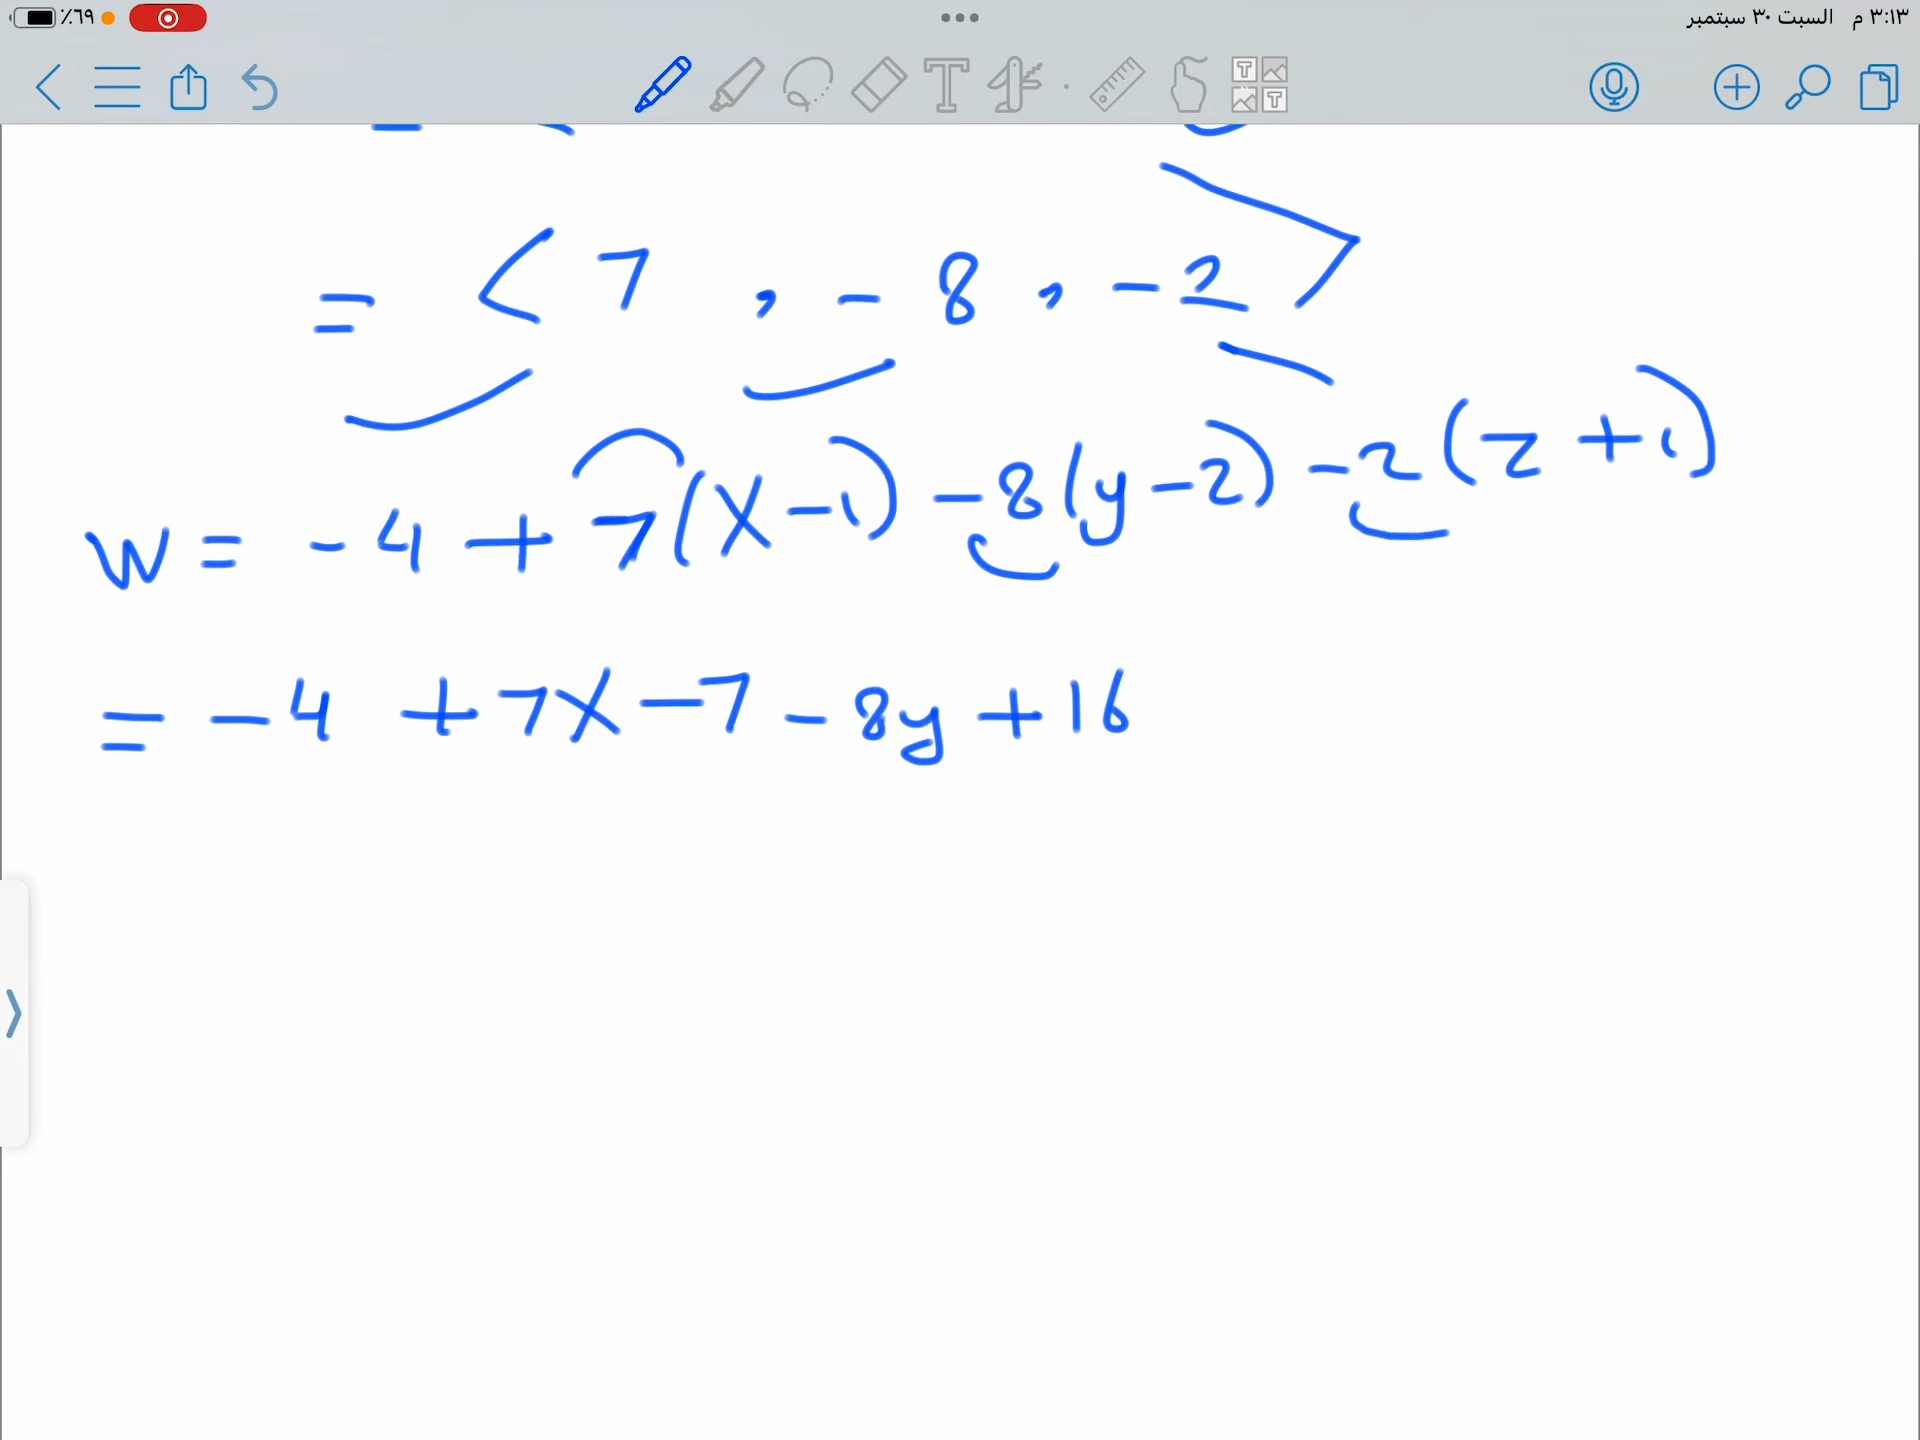 ٪٦٩ ٣:١٣ م السبت ٣٠ سبتمبر
= < 7 , - 8 , - 2 >
w = - 4 + 7(x - 1) - 8(y - 2) - 2(z + 1)
= - 4 + 7x - 7 - 8y + 16